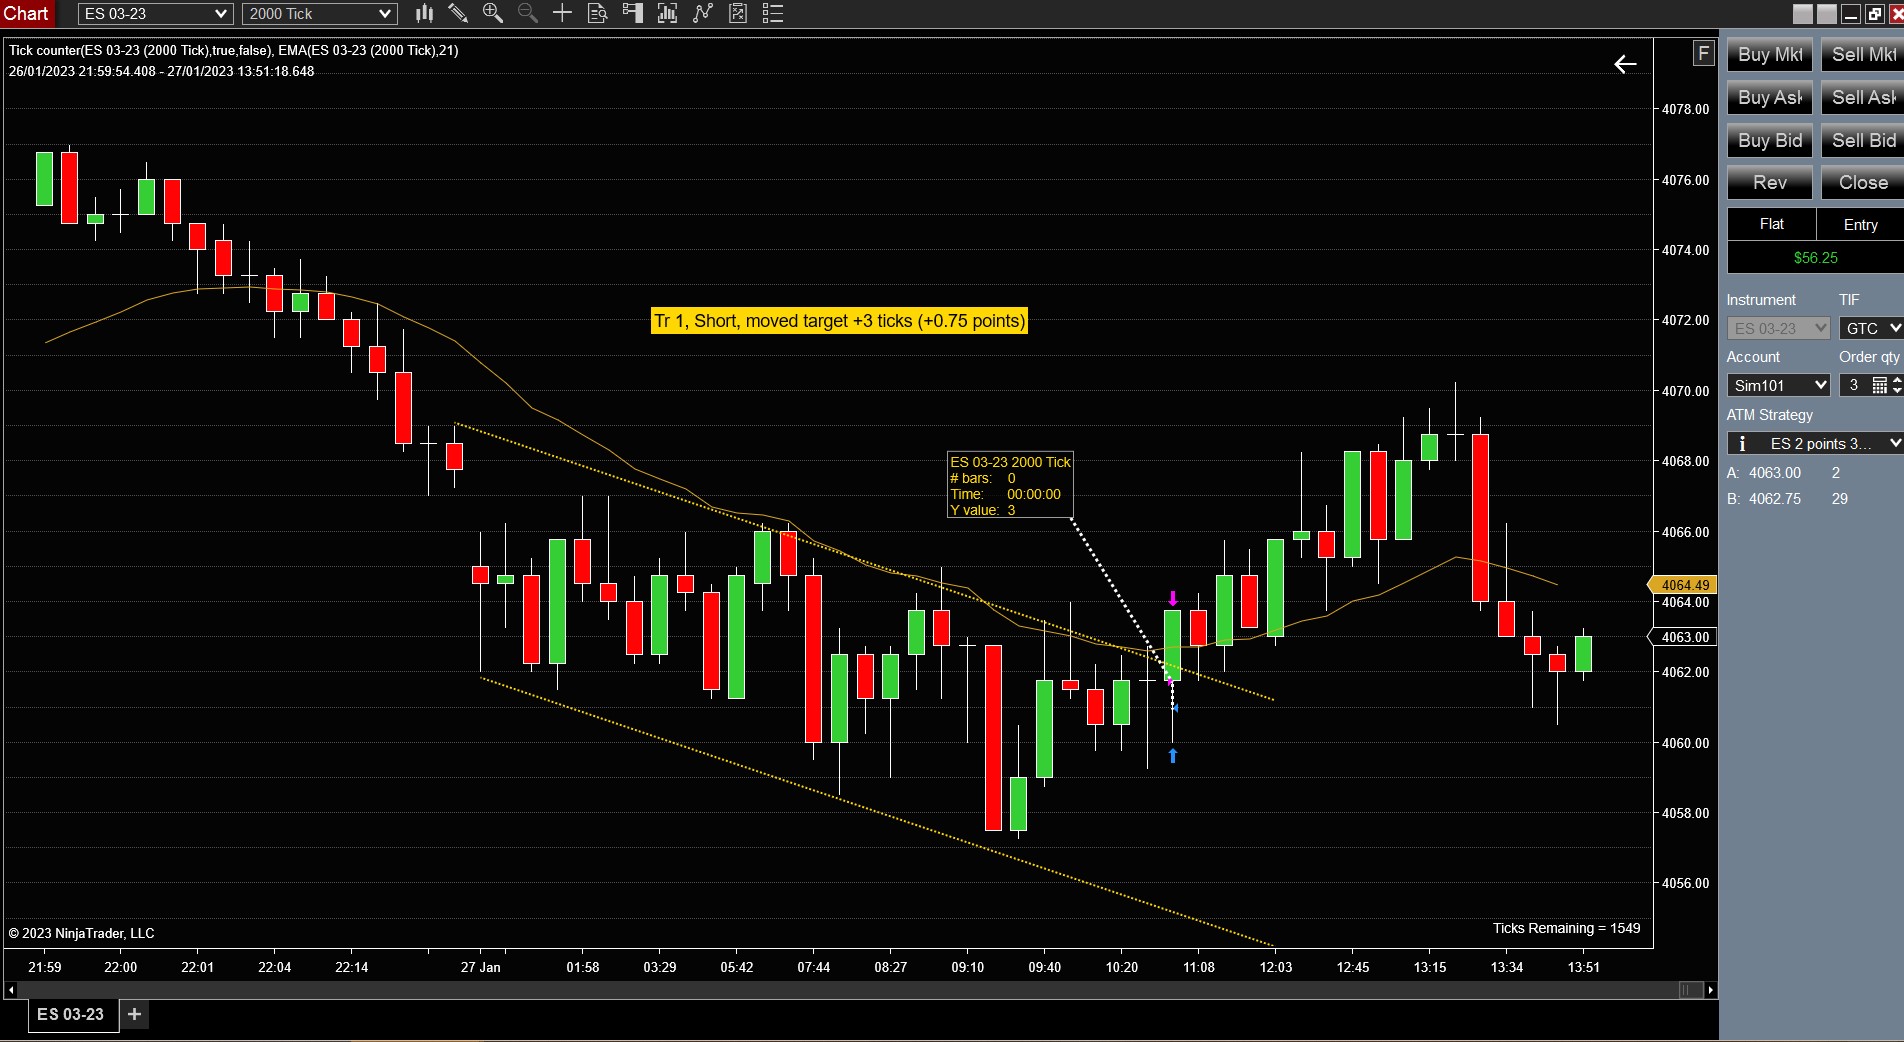 Chart
ES 03-23
2000 Tick
Tick counter(ES 03-23 (2000 Tick),true,false), EMA(ES 03-23 (2000 Tick),21)
26/01/2023 21:59:54.408 - 27/01/2023 13:51:18.648
F
4078.00
4076.00
4074.00
4072.00
4070.00
4068.00
4066.00
4064.49
4064.00
4063.00
4062.00
4060.00
4058.00
4056.00
Tr 1, Short, moved target +3 ticks (+0.75 points)
ES 03-23 2000 Tick
# bars: 0
Time: 00:00:00
Y value: 3
© 2023 NinjaTrader, LLC
Ticks Remaining = 1549
21:59 22:00 22:01 22:04 22:14 27 Jan 01:58 03:29 05:42 07:44 08:27 09:10 09:40 10:20 11:08 12:03 12:45 13:15 13:34 13:51
ES 03-23 +
Buy Mkt Sell Mkt
Buy Ask Sell Ask
Buy Bid Sell Bid
Rev Close
Flat Entry
$56.25
Instrument TIF
ES 03-23 GTC
Account Order qty
Sim101 3
ATM Strategy
i ES 2 points 3...
A: 4063.00 2
B: 4062.75 29